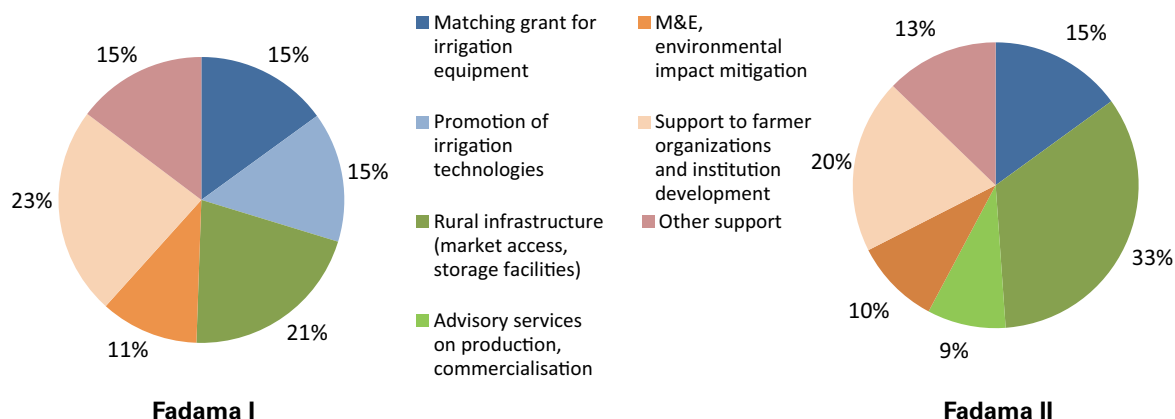 15%
15%
15%
21%
11%
23%
Fadama I
Matching grant for
irrigation
equipment
Promotion of
irrigation
technologies
Rural infrastructure
(market access,
storage facilities)
Advisory services
on production,
commercialisation
M&E,
environmental
impact mitigation
Support to farmer
organizations
and institution
development
Other support
13%
15%
20%
33%
10%
9%
Fadama II